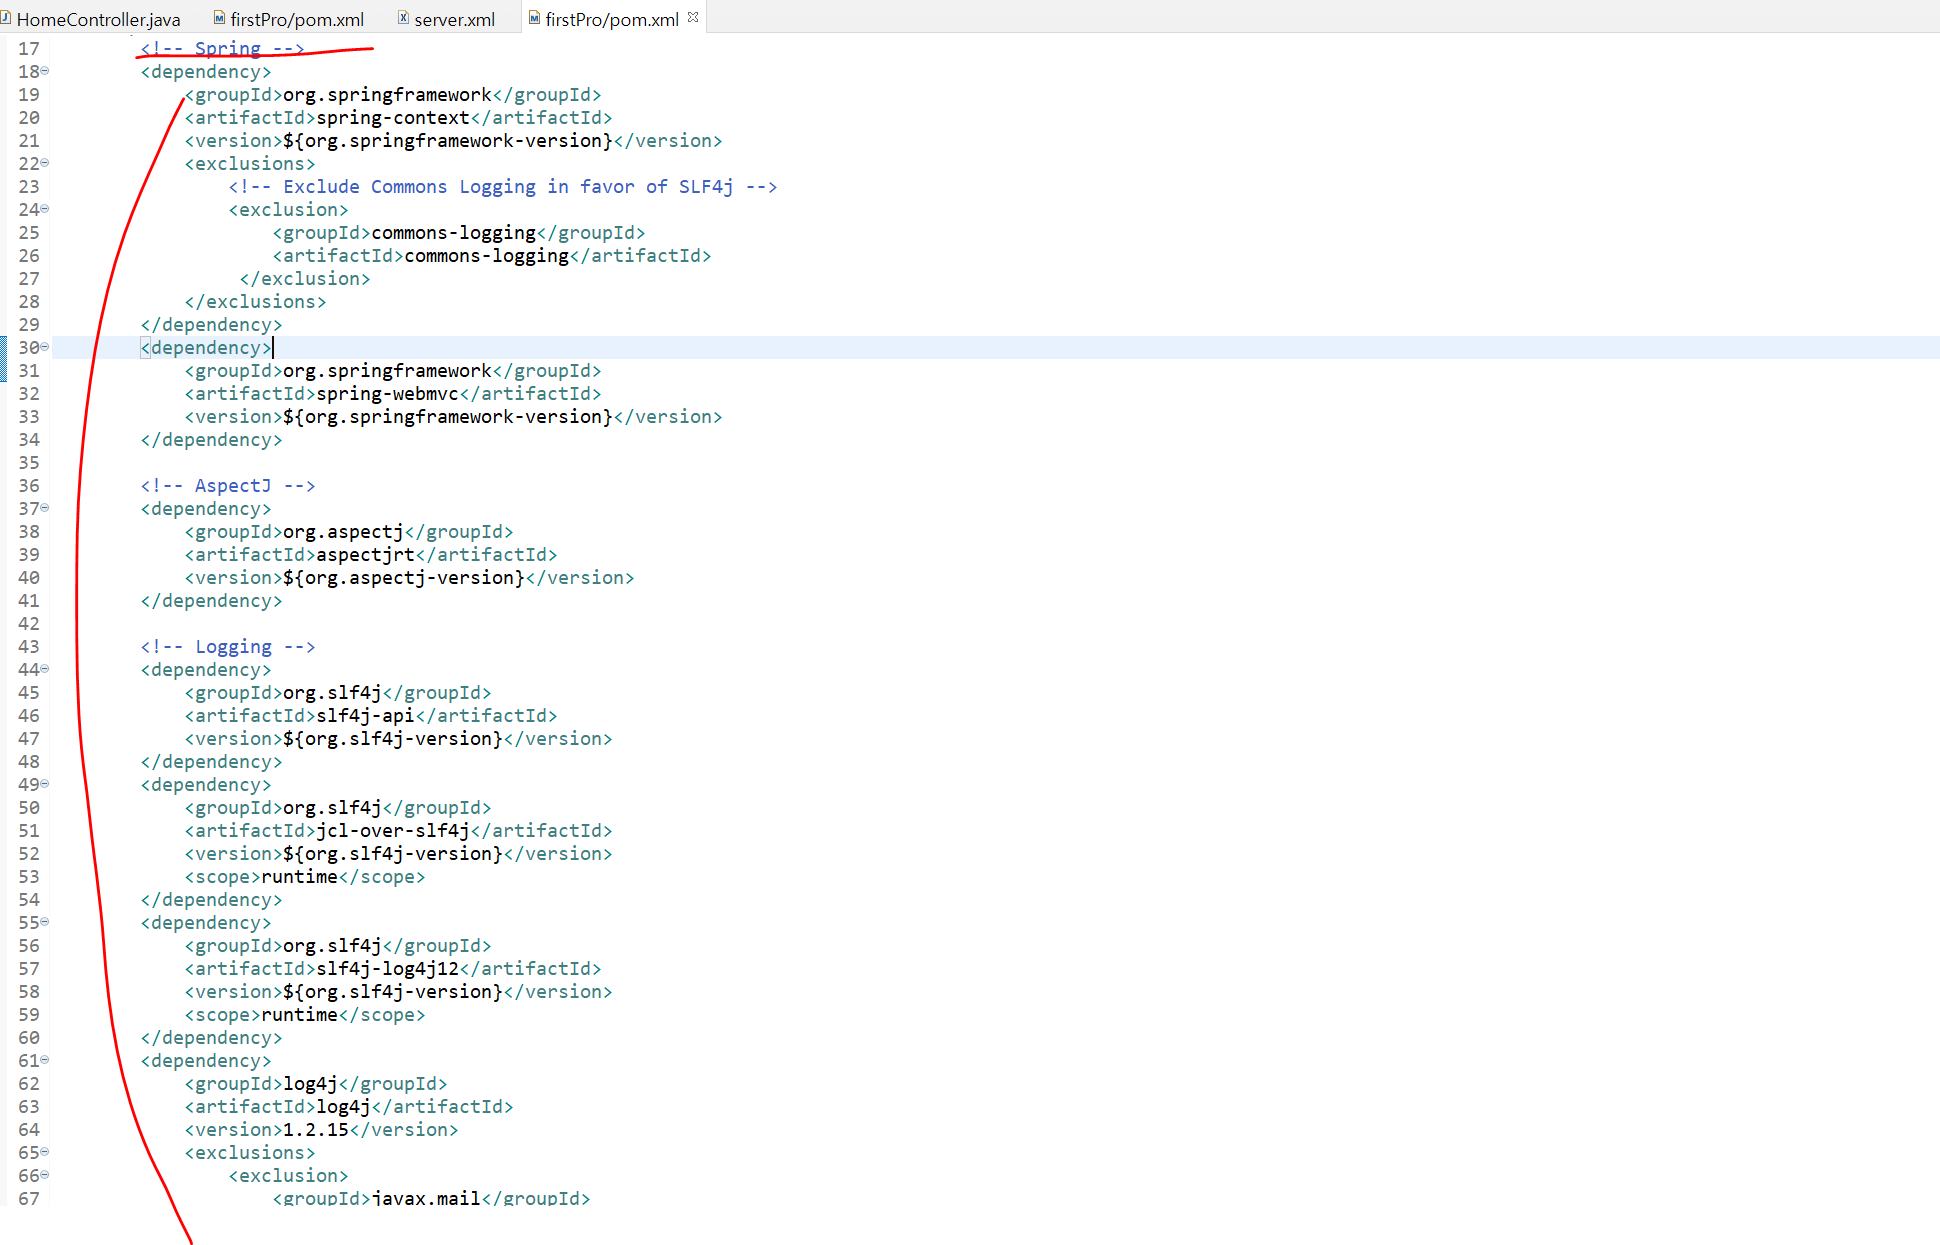 HomeController.java firstPro/pom.xml server.xml firstPro/pom.xml
17 <!-- Spring -->
18 <dependency>
19 <groupId>org.springframework</groupId>
20 <artifactId>spring-context</artifactId>
21 <version>${org.springframework-version}</version>
22 <exclusions>
23 <!-- Exclude Commons Logging in favor of SLF4j -->
24 <exclusion>
25 <groupId>commons-logging</groupId>
26 <artifactId>commons-logging</artifactId>
27 </exclusion>
28 </exclusions>
29 </dependency>
30 <dependency>
31 <groupId>org.springframework</groupId>
32 <artifactId>spring-webmvc</artifactId>
33 <version>${org.springframework-version}</version>
34 </dependency>
35
36 <!-- AspectJ -->
37 <dependency>
38 <groupId>org.aspectj</groupId>
39 <artifactId>aspectjrt</artifactId>
40 <version>${org.aspectj-version}</version>
41 </dependency>
42
43 <!-- Logging -->
44 <dependency>
45 <groupId>org.slf4j</groupId>
46 <artifactId>slf4j-api</artifactId>
47 <version>${org.slf4j-version}</version>
48 </dependency>
49 <dependency>
50 <groupId>org.slf4j</groupId>
51 <artifactId>jcl-over-slf4j</artifactId>
52 <version>${org.slf4j-version}</version>
53 <scope>runtime</scope>
54 </dependency>
55 <dependency>
56 <groupId>org.slf4j</groupId>
57 <artifactId>slf4j-log4j12</artifactId>
58 <version>${org.slf4j-version}</version>
59 <scope>runtime</scope>
60 </dependency>
61 <dependency>
62 <groupId>log4j</groupId>
63 <artifactId>log4j</artifactId>
64 <version>1.2.15</version>
65 <exclusions>
66 <exclusion>
67 <groupId>javax.mail</groupId>